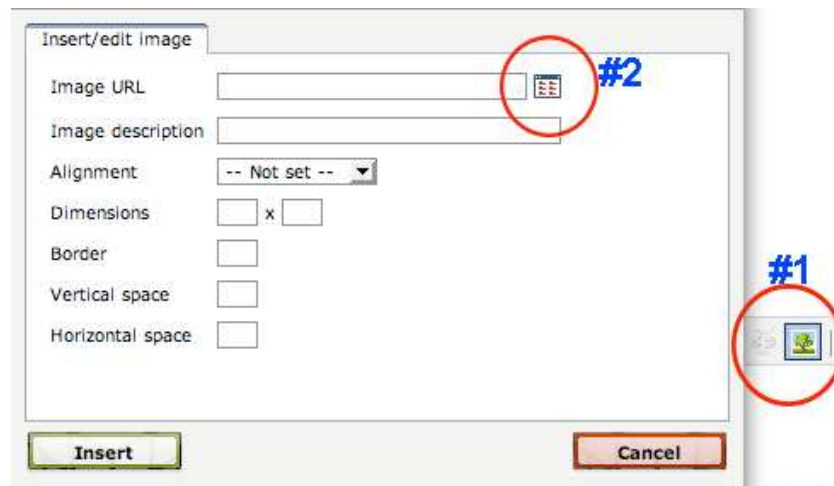 Insert/edit image
Image URL
#2
Image description
Alignment
-- Not set --
Dimensions
x
Border
#1
Vertical space
Horizontal space
Insert
Cancel